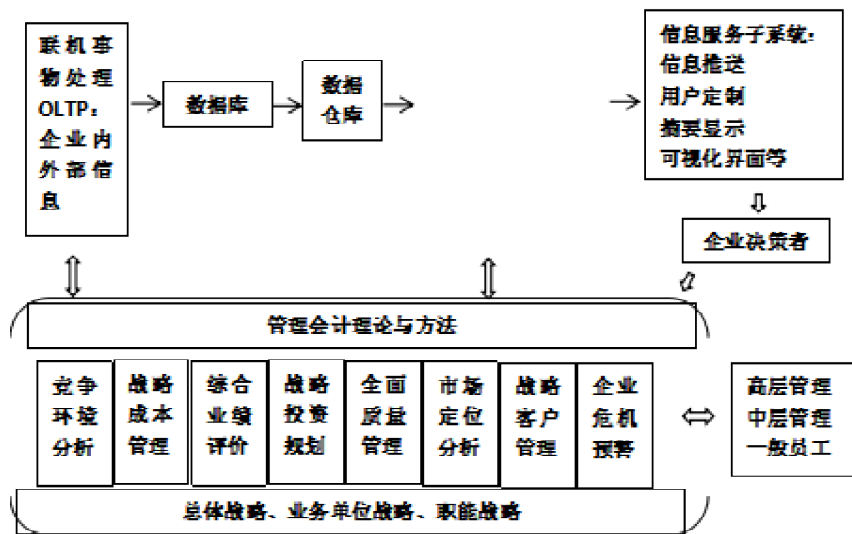 联机事
物处理
OLTP：
企业内
外部信
息
数据库
数据
仓库
信息服务子系统：
信息推送
用户定制
摘要显示
可视化界面等
企业决策者
管理会计理论与方法
竞争
环境
分析
战略
成本
管理
综合
业绩
评价
战略
投资
规划
全面
质量
管理
市场
定位
分析
战略
客户
管理
企业
危机
预警
高层管理
中层管理
一般员工
总体战略、业务单位战略、职能战略